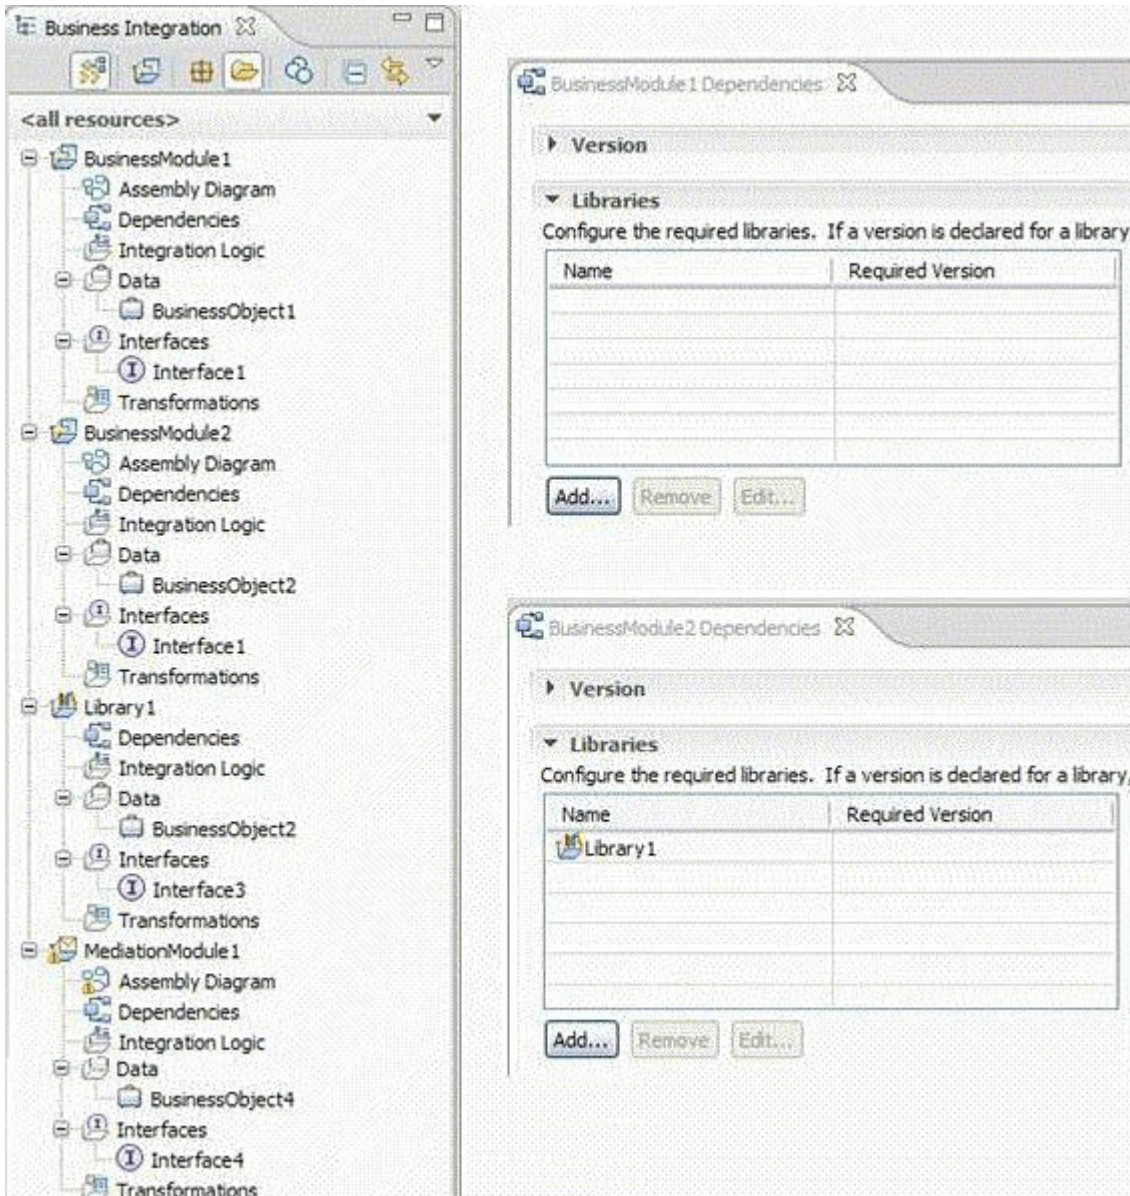 Business Integration
<all resources>
BusinessModule1
Assembly Diagram
Dependencies
Integration Logic
Data
BusinessObject1
Interfaces
Interface1
Transformations
BusinessModule2
Assembly Diagram
Dependencies
Integration Logic
Data
BusinessObject2
Interfaces
Interface1
Transformations
Library1
Dependencies
Integration Logic
Data
BusinessObject2
Interfaces
Interface3
Transformations
MediationModule1
Assembly Diagram
Dependencies
Integration Logic
Data
BusinessObject4
Interfaces
Interface4
Transformations
BusinessModule1 Dependencies
Version
Libraries
Configure the required libraries. If a version is declared for a library
Name Required Version
Add... Remove Edit...
BusinessModule2 Dependencies
Version
Libraries
Configure the required libraries. If a version is declared for a library,
Name Required Version
Library1
Add... Remove Edit...